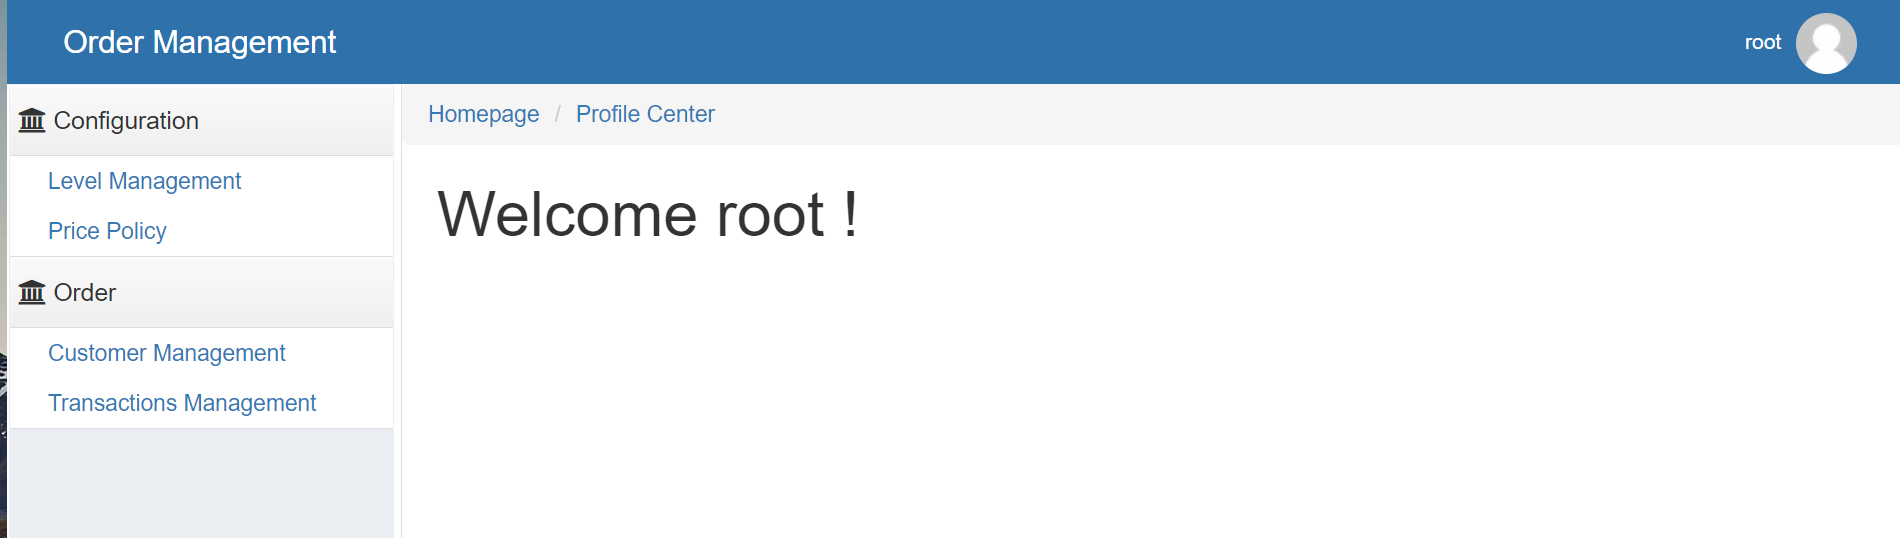 Order Management
root
Configuration
Level Management
Price Policy
Order
Customer Management
Transactions Management
Homepage / Profile Center
Welcome root !